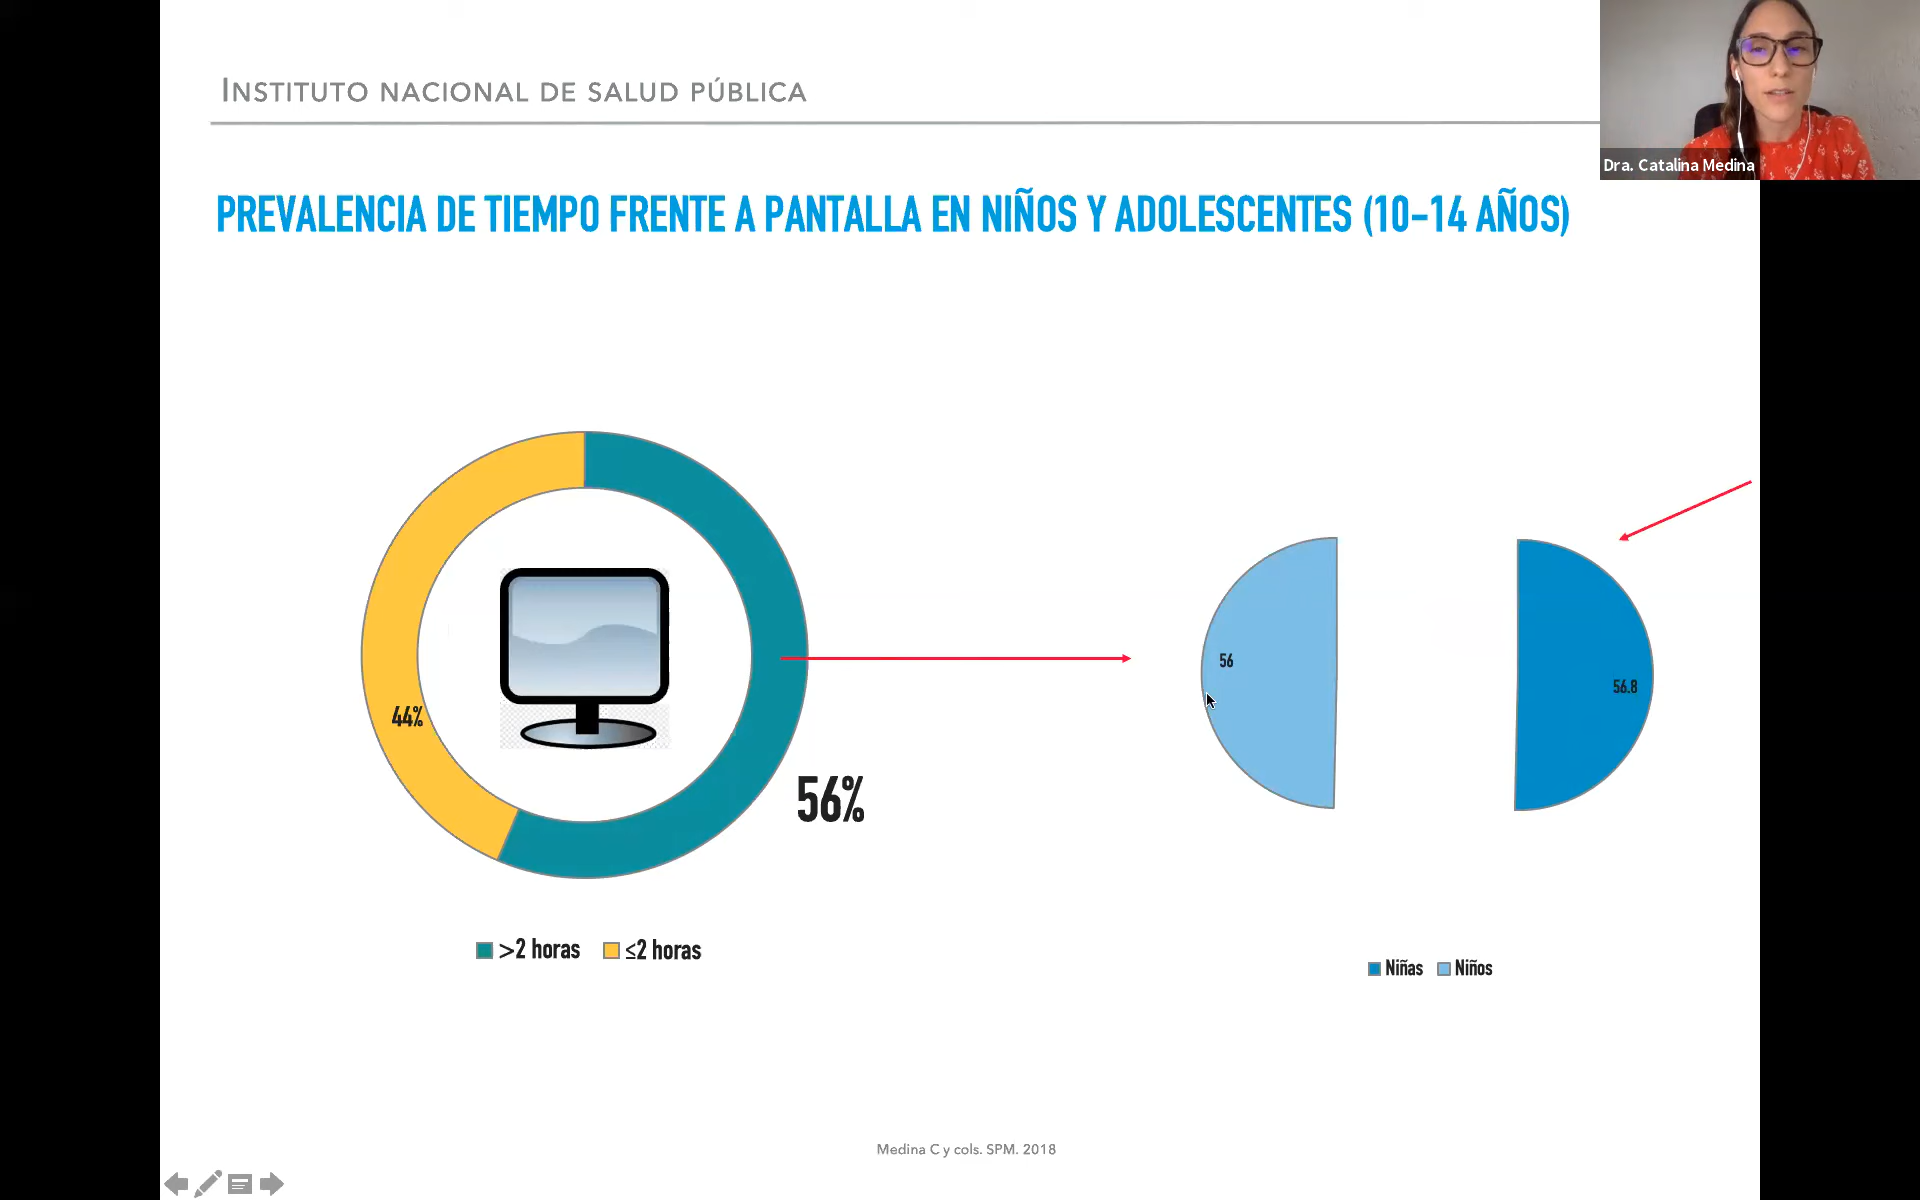 INSTITUTO NACIONAL DE SALUD PÚBLICA
Dra. Catalina Medina
PREVALENCIA DE TIEMPO FRENTE A PANTALLA EN NIÑOS Y ADOLESCENTES (10-14 AÑOS)
44%
56%
56
56.8
>2 horas ≤2 horas
Niñas Niños
Medina C y cols. SPM. 2018